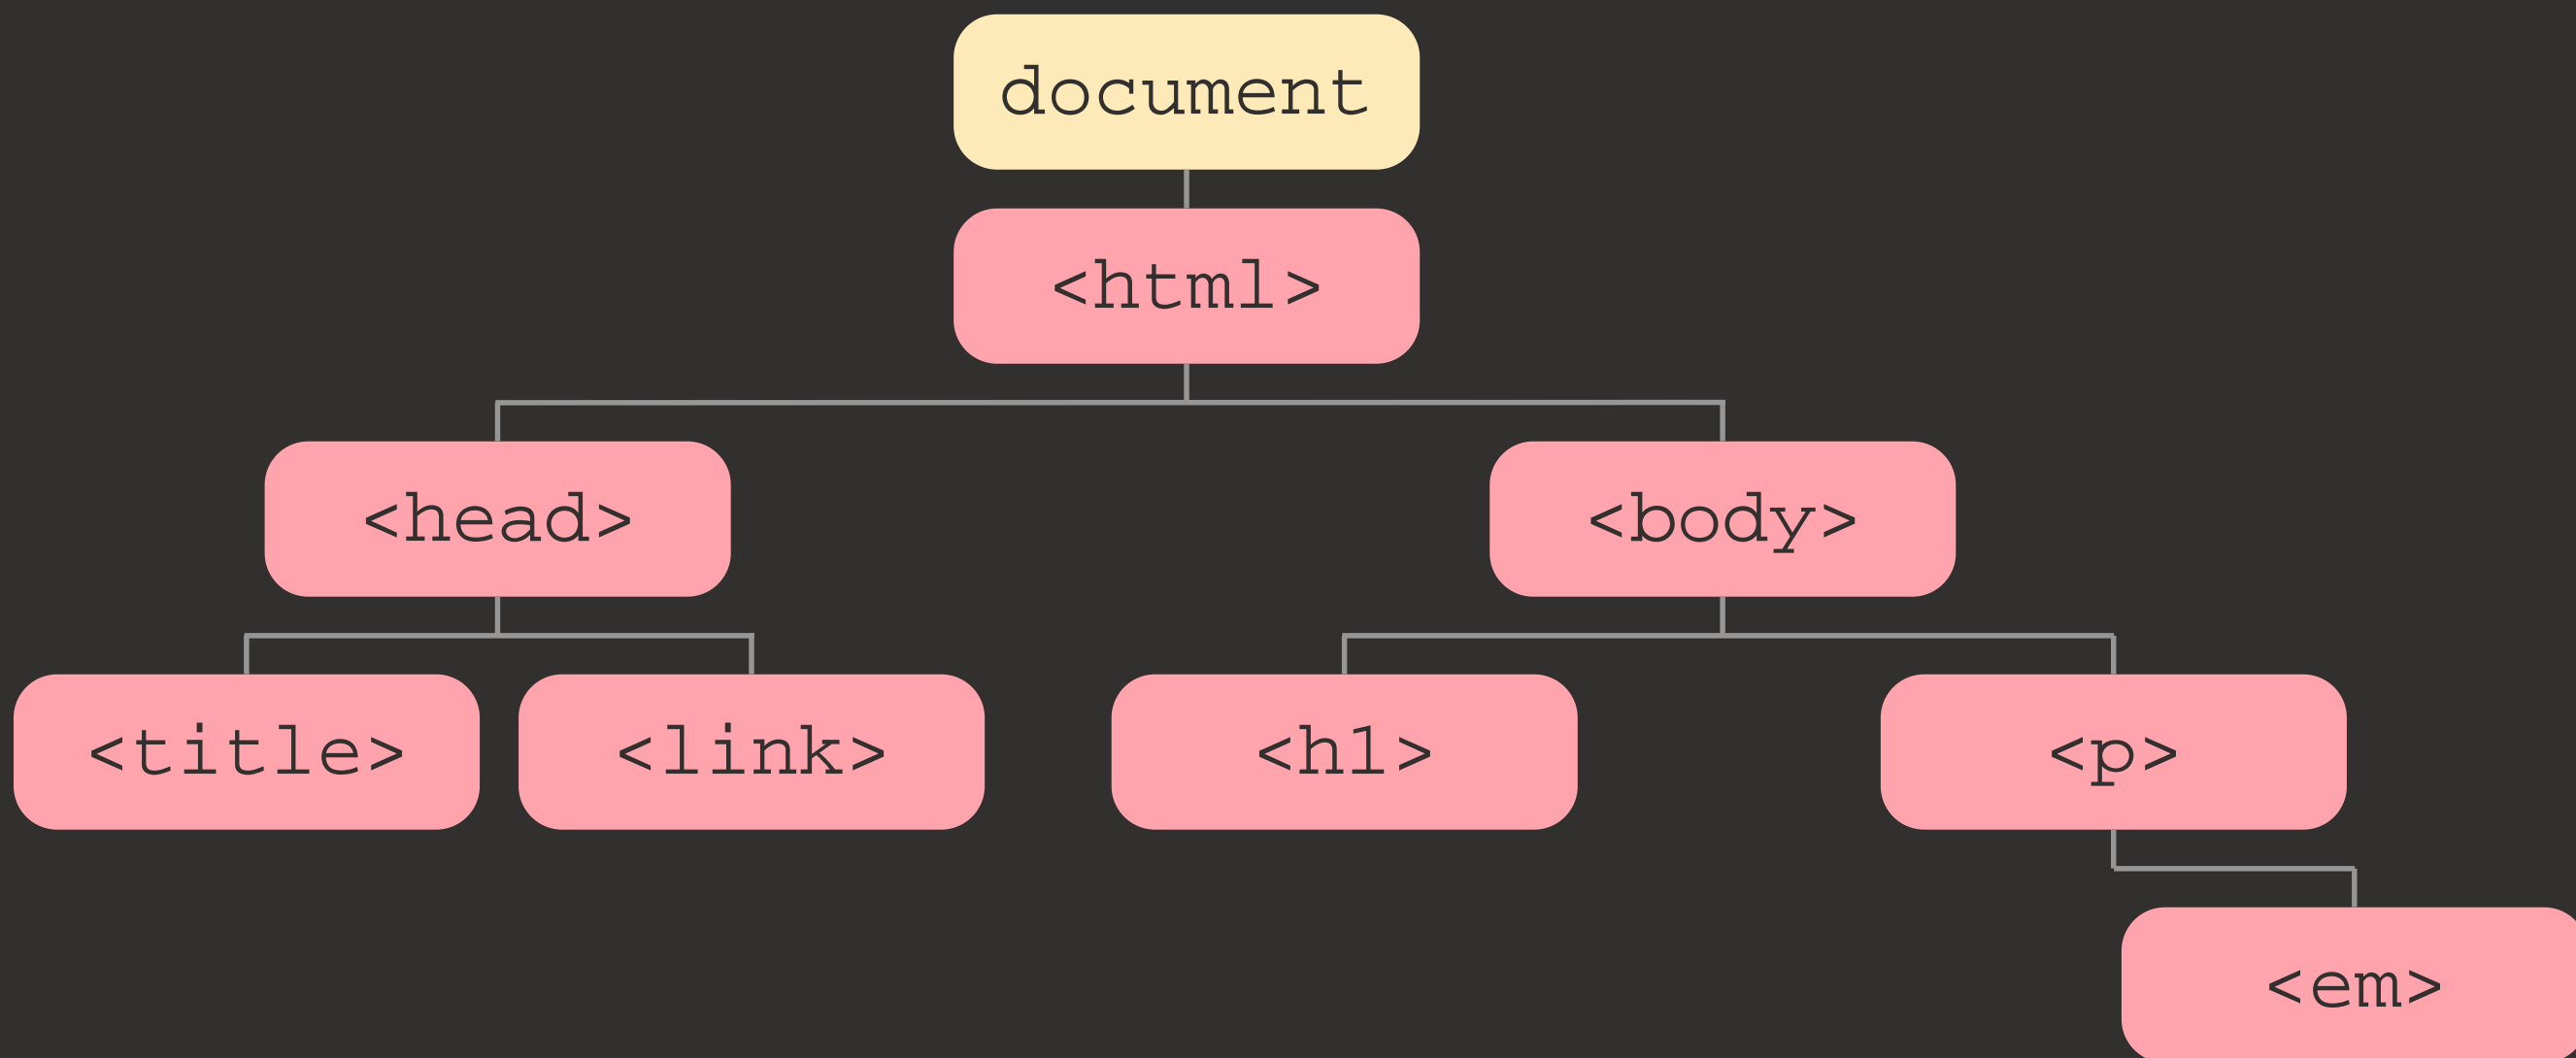 document
<html>
<head>
<body>
<title>
<link>
<h1>
<p>
<em>